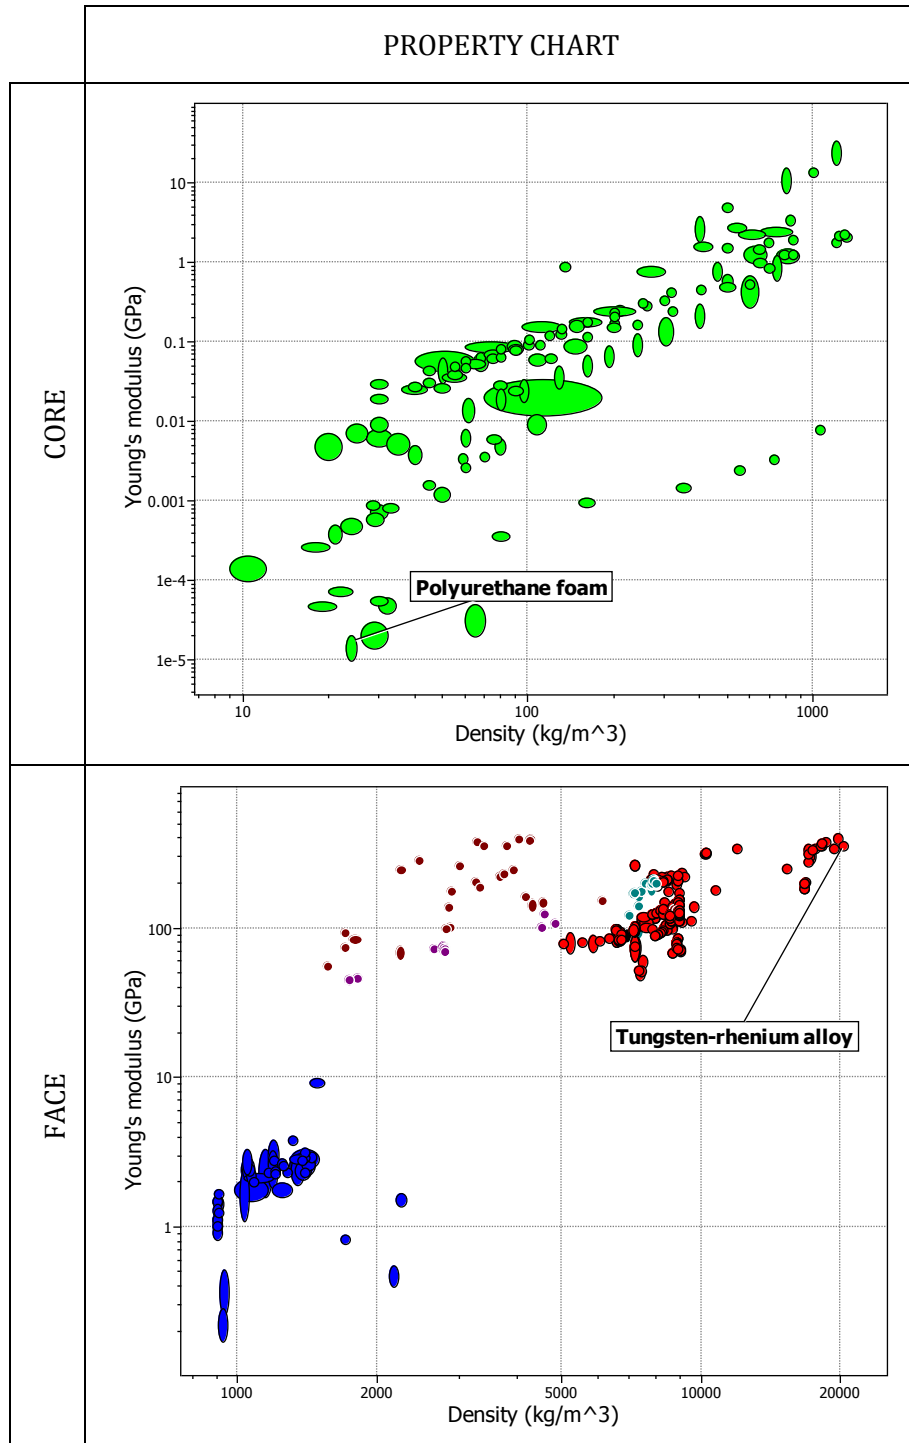 PROPERTY CHART
CORE
Young's modulus (GPa)
10
1
0.1
0.01
0.001
1e-4
1e-5
Polyurethane foam
10
100
1000
Density (kg/m^3)
FACE
Young's modulus (GPa)
100
10
1
Tungsten-rhenium alloy
1000
2000
5000
10000
20000
Density (kg/m^3)